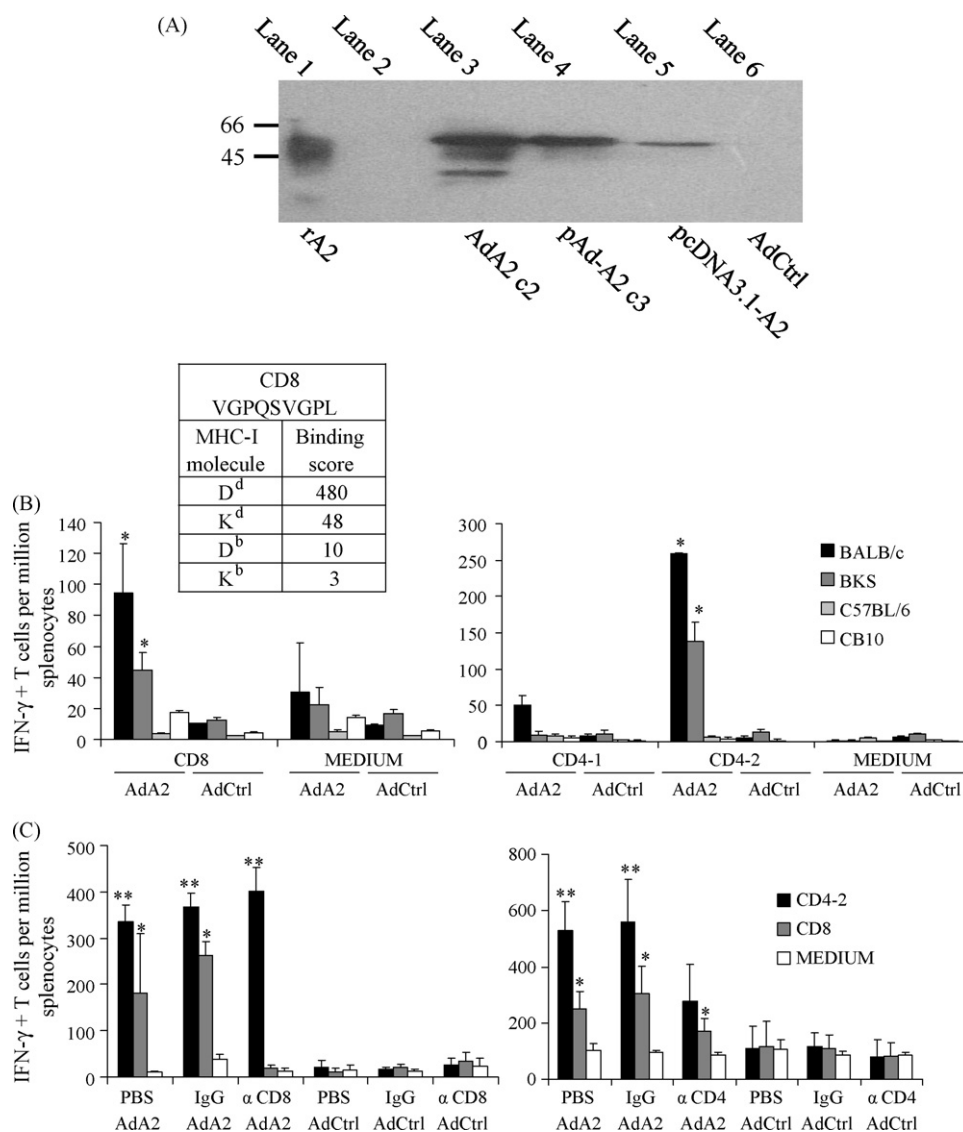 (A)
Lane 1 Lane 2 Lane 3 Lane 4 Lane 5 Lane 6
66
45
rA2 AdA2 c2 pAd-A2 c3 pcDNA3.1-A2 AdCtrl
CD8
VGPQSVGPL
MHC-I molecule Binding score
D^d 480
K^d 48
D^b 10
K^b 3
(B)
IFN-γ + T cells per million
splenocytes
140
120
100
80
60
40
20
0
* *
CD8 MEDIUM
AdA2 AdCtrl AdA2 AdCtrl
300
250
200
150
100
50
0
* *
BALB/c
BKS
C57BL/6
CB10
CD4-1 CD4-2 MEDIUM
AdA2 AdCtrl AdA2 AdCtrl AdA2 AdCtrl
(C)
IFN-γ + T cells per million
splenocytes
500
400
300
200
100
0
** * ** * **
PBS IgG α CD8 PBS IgG α CD8
AdA2 AdA2 AdA2 AdCtrl AdCtrl AdCtrl
800
600
400
200
0
** * ** * *
CD4-2
CD8
MEDIUM
PBS IgG α CD4 PBS IgG α CD4
AdA2 AdA2 AdA2 AdCtrl AdCtrl AdCtrl